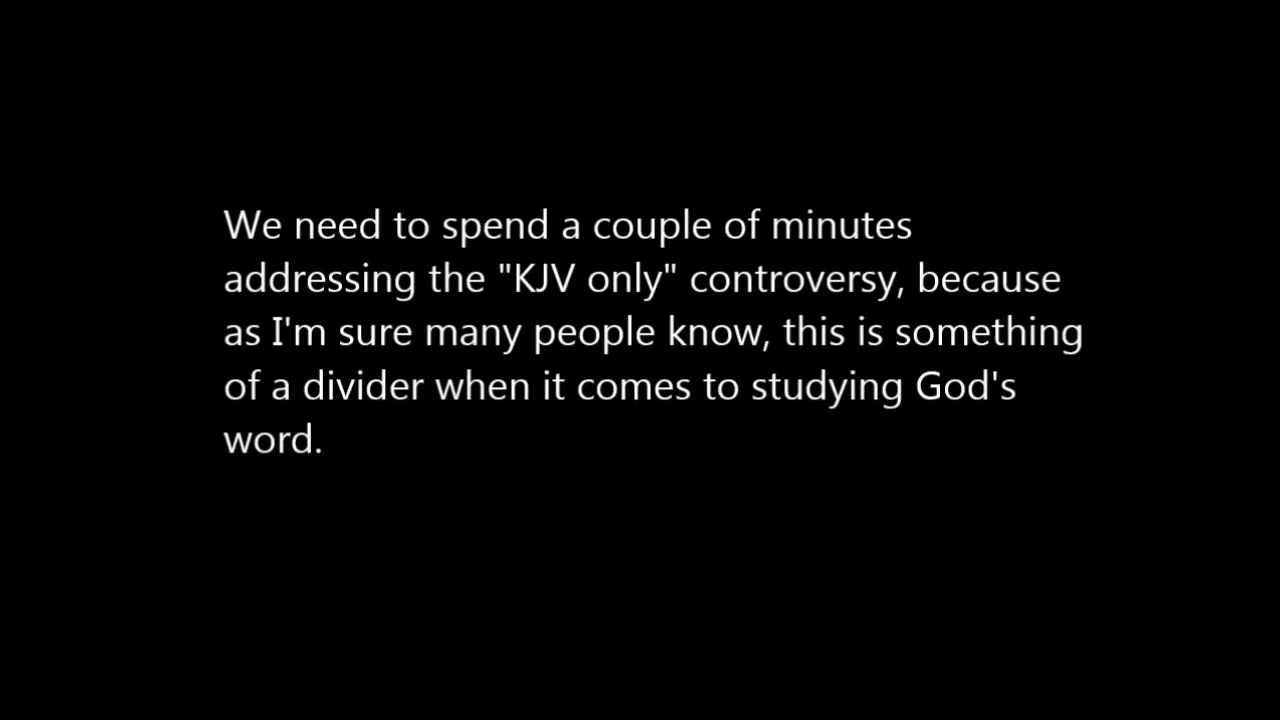 We need to spend a couple of minutes
addressing the "KJV only" controversy, because
as I'm sure many people know, this is something
of a divider when it comes to studying God's
word.